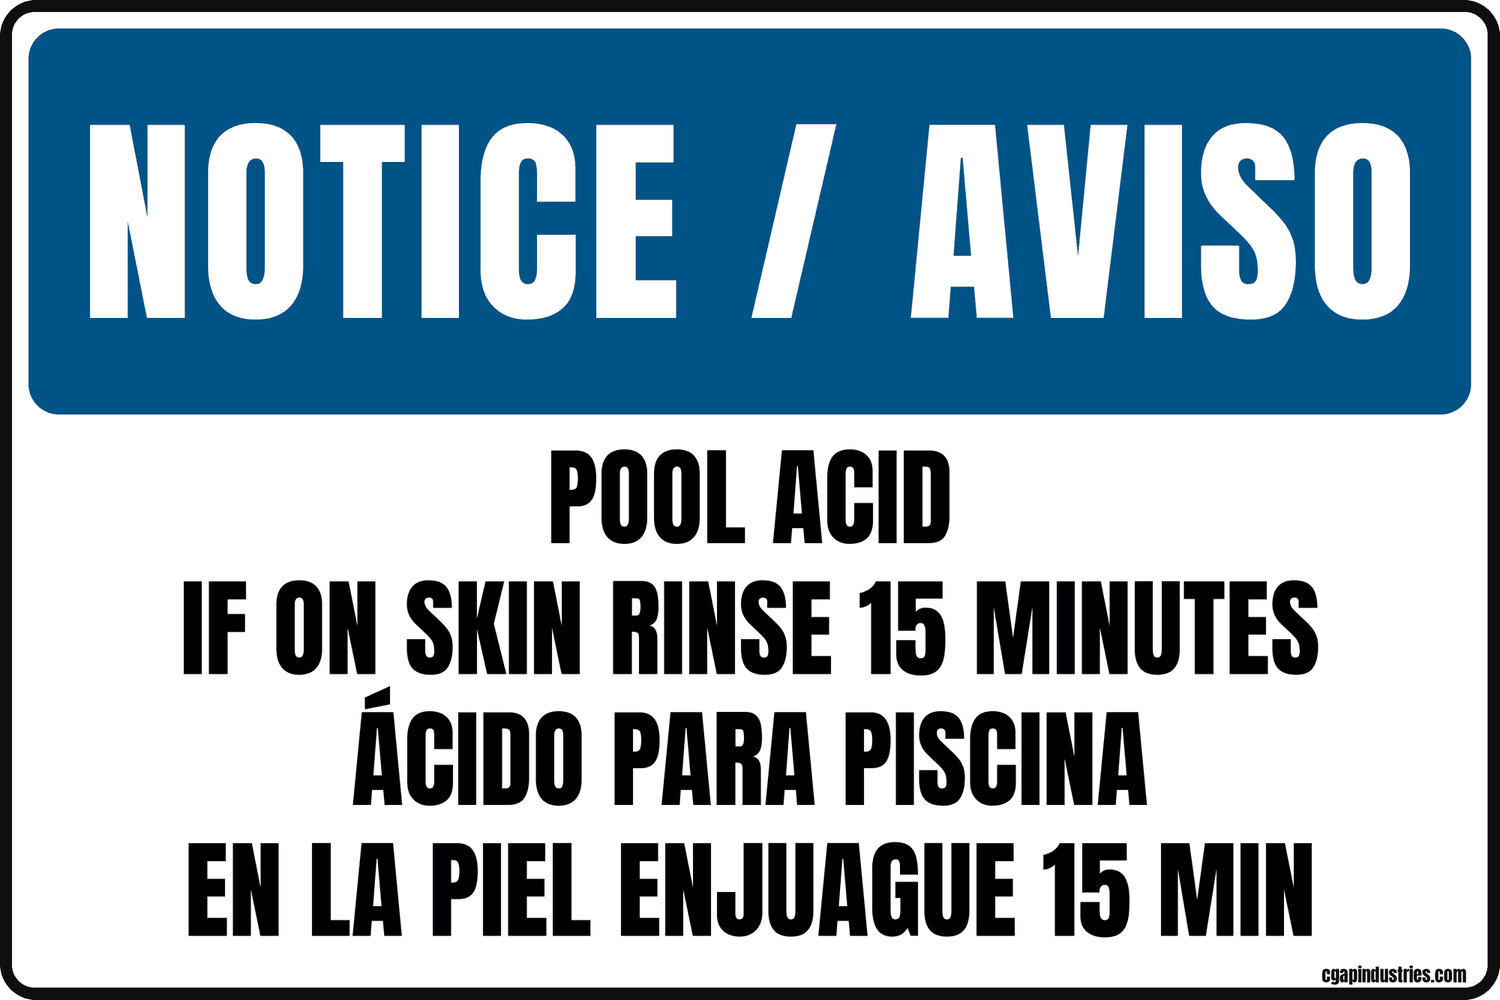 NOTICE / AVISO
POOL ACID
IF ON SKIN RINSE 15 MINUTES
ÁCIDO PARA PISCINA
EN LA PIEL ENJUAGUE 15 MIN
cgapindustries.com